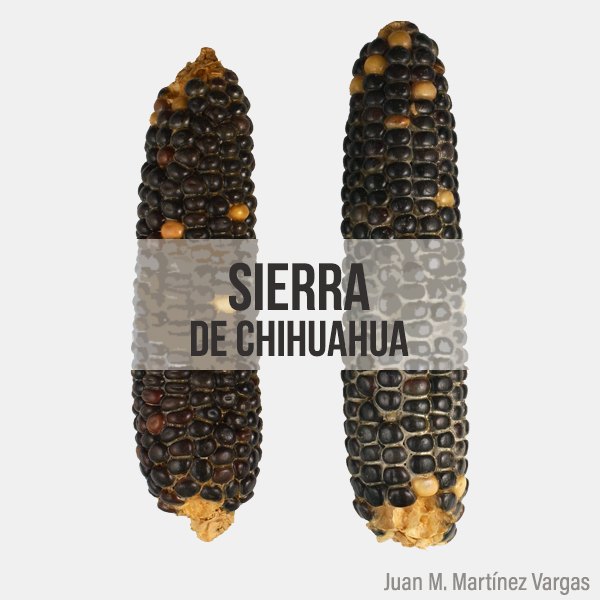 SIERRA
DE CHIHUAHUA
Juan M. Martínez Vargas